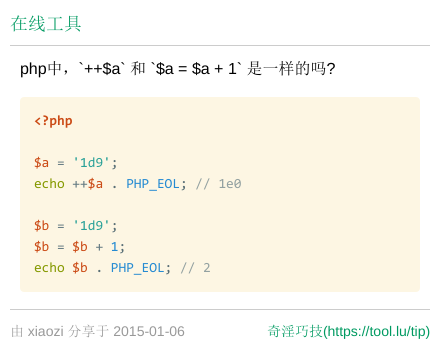 在线工具
php中，`++$a` 和 `$a = $a + 1` 是一样的吗?
<?php
$a = '1d9';
echo ++$a . PHP_EOL; // 1e0
$b = '1d9';
$b = $b + 1;
echo $b . PHP_EOL; // 2
由 xiaozi 分享于 2015-01-06
奇淫巧技(https://tool.lu/tip)